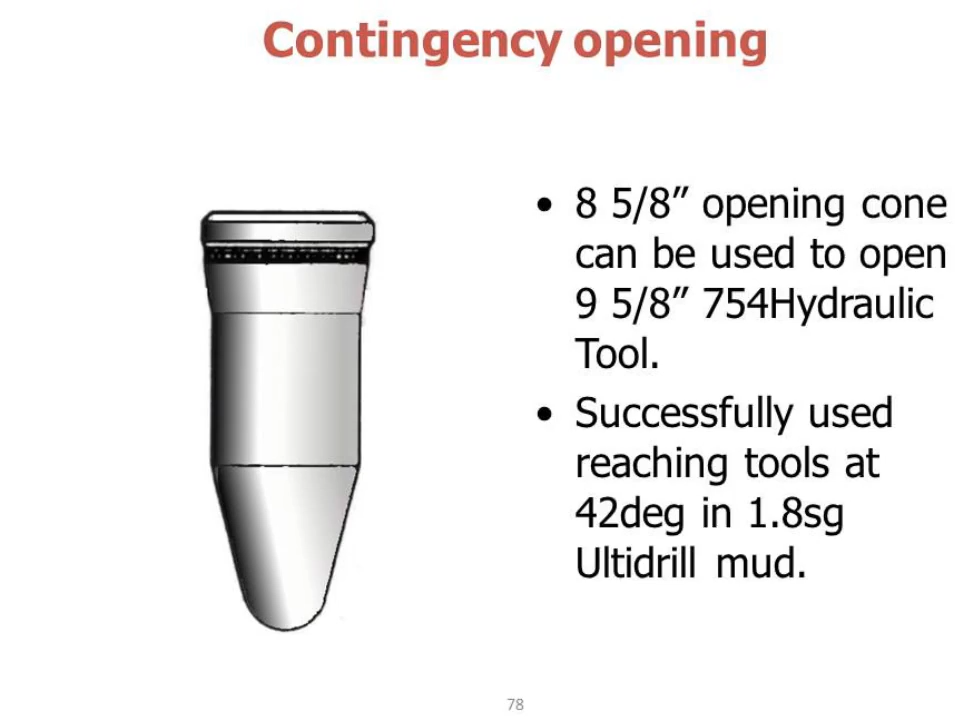 Contingency opening
• 8 5/8” opening cone
can be used to open
9 5/8” 754Hydraulic
Tool.
• Successfully used
reaching tools at
42deg in 1.8sg
Ultidrill mud.
78